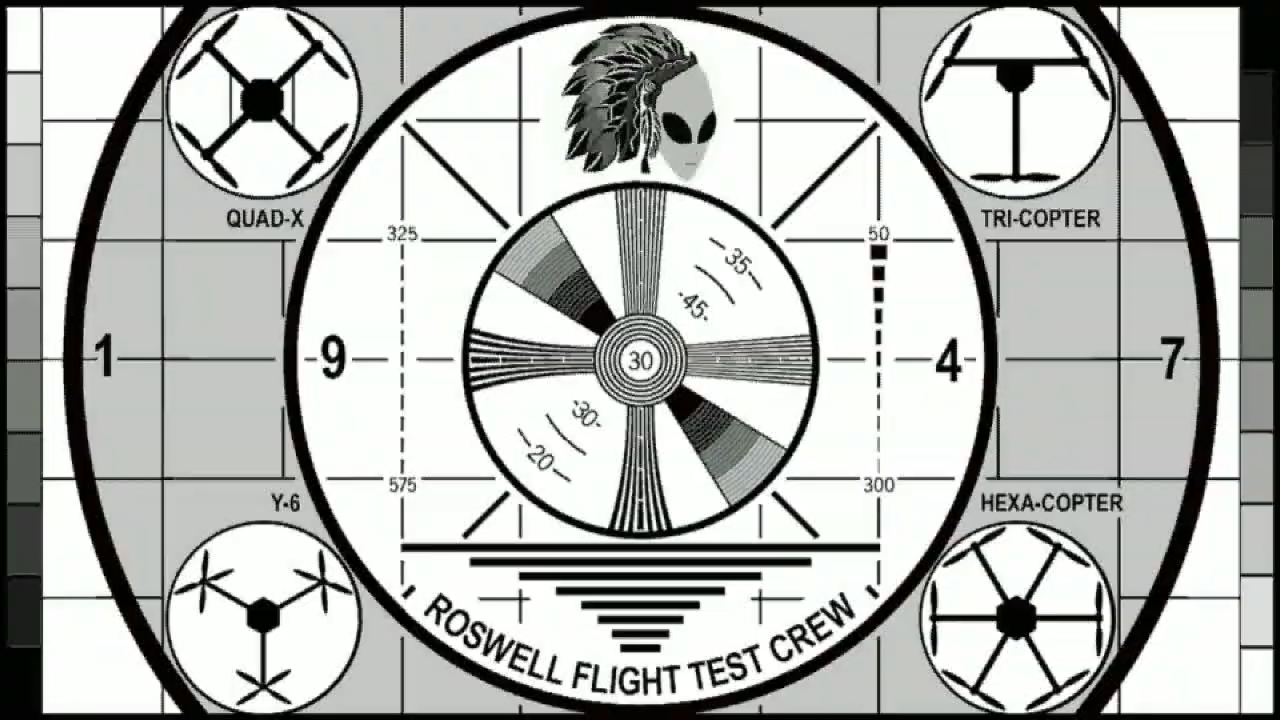 QUAD-X
TRI-COPTER
325
50
-35-
-45-
1
9
30
4
7
-30-
-20-
575
300
Y-6
HEXA-COPTER
ROSWELL FLIGHT TEST CREW